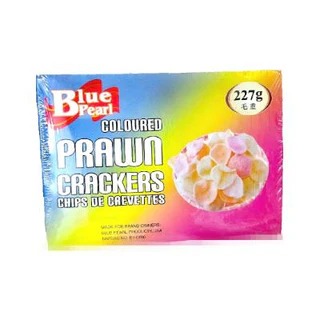 Blue
Pearl
227g
毛重
COLOURED
PRAWN
CRACKERS
CHIPS DE CREVETTES